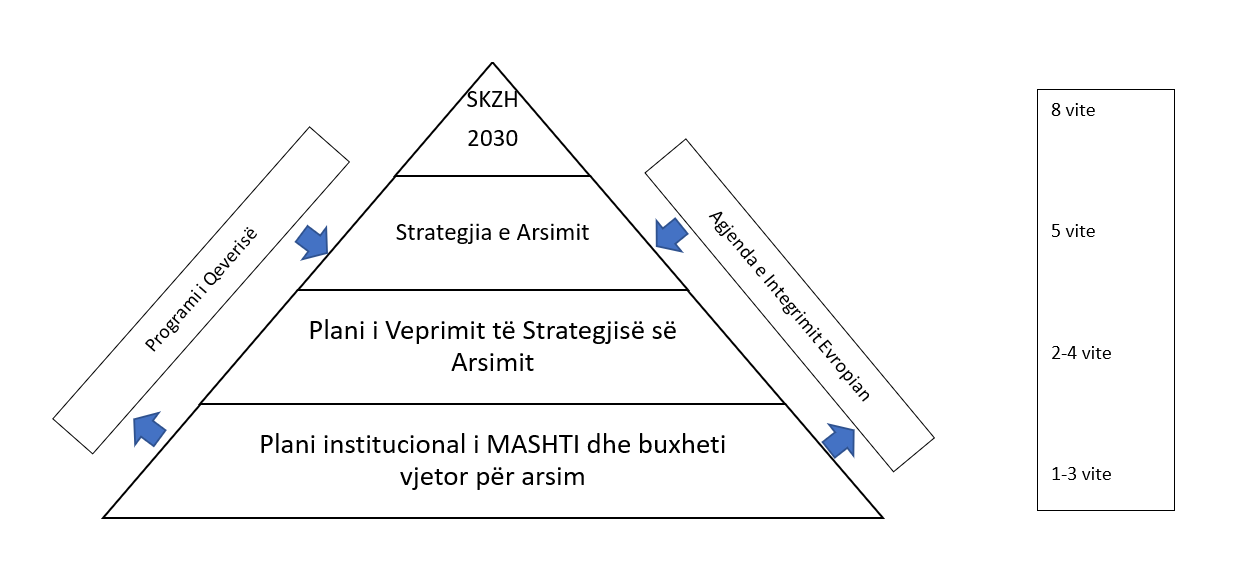 SKZH
2030
Strategjia e Arsimit
Plani i Veprimit të Strategjisë së
Arsimit
Plani institucional i MASHTI dhe buxheti
vjetor për arsim
Programi i Qeverisë
Agjenda e Integrimit Evropian
8 vite
5 vite
2-4 vite
1-3 vite